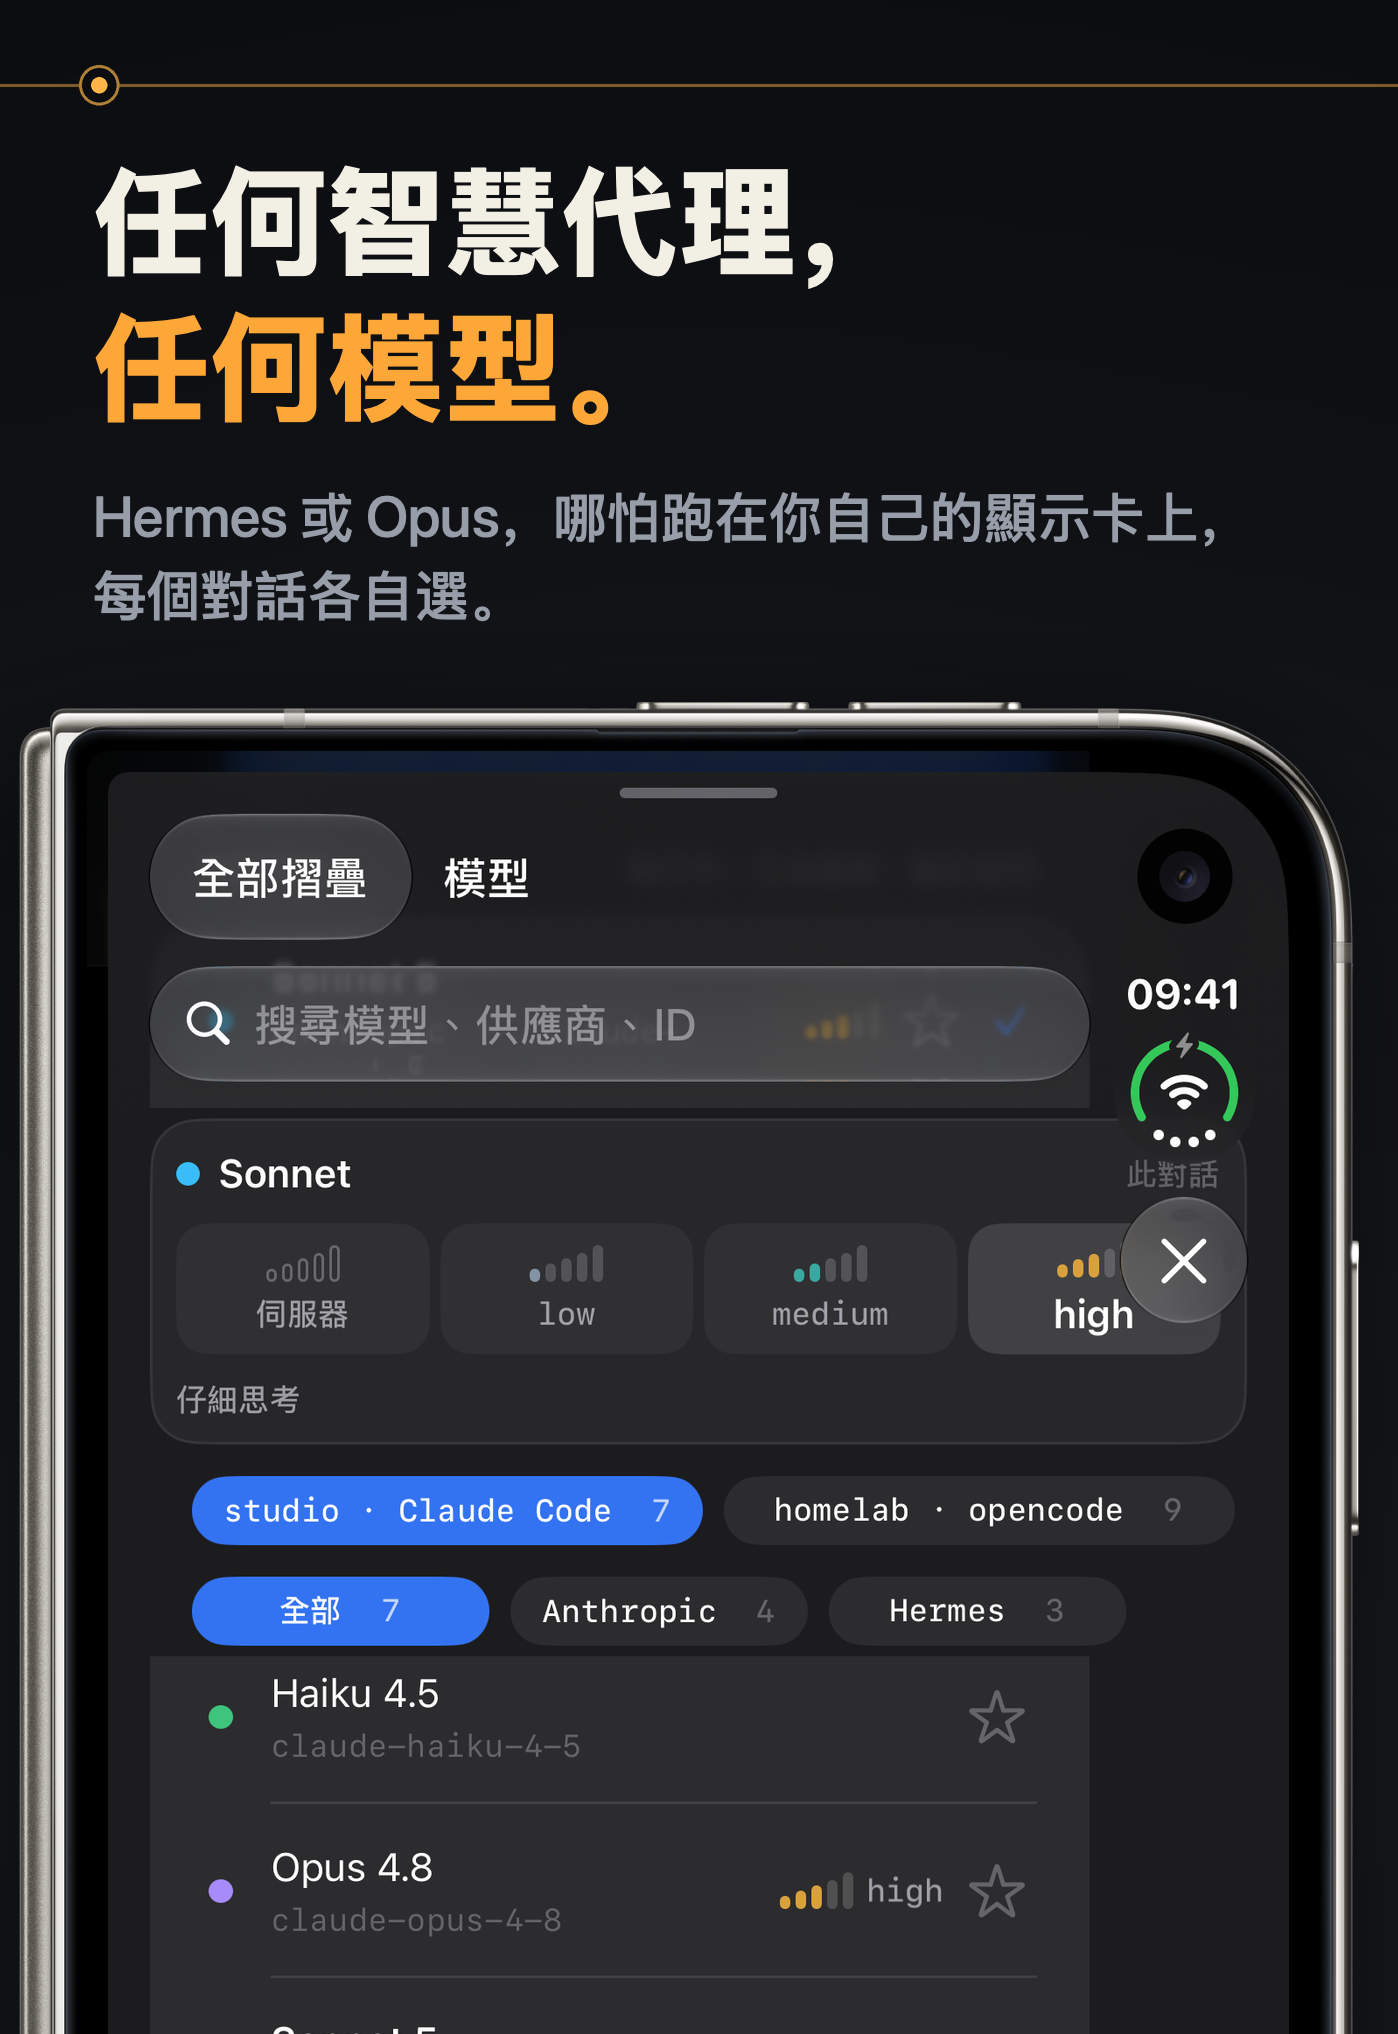 任何智慧代理，
任何模型。
Hermes 或 Opus，哪怕跑在你自己的顯示卡上，
每個對話各自選。
全部摺疊 模型
搜尋模型、供應商、ID
09:41
Sonnet 此對話
伺服器 low medium high
仔細思考
studio · Claude Code 7 homelab · opencode 9
全部 7 Anthropic 4 Hermes 3
Haiku 4.5
claude-haiku-4-5
Opus 4.8
claude-opus-4-8 high